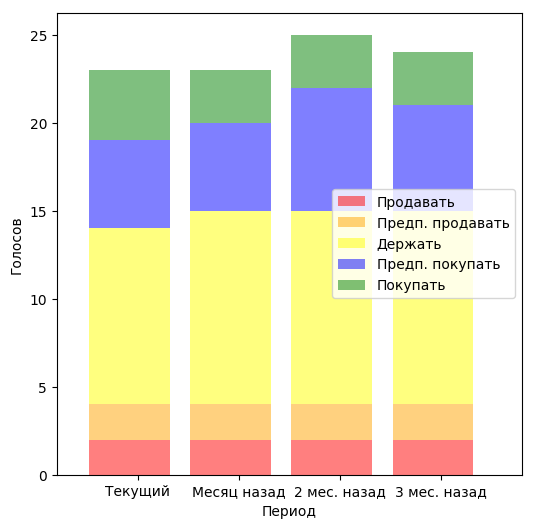 25
20
15
10
5
0
Голосов
Продавать
Предп. продавать
Держать
Предп. покупать
Покупать
Текущий Месяц назад 2 мес. назад 3 мес. назад
Период